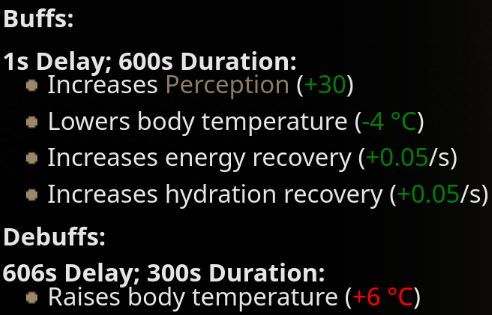 Buffs:
1s Delay; 600s Duration:
Increases Perception (+30)
Lowers body temperature (-4 °C)
Increases energy recovery (+0.05/s)
Increases hydration recovery (+0.05/s)
Debuffs:
606s Delay; 300s Duration:
Raises body temperature (+6 °C)